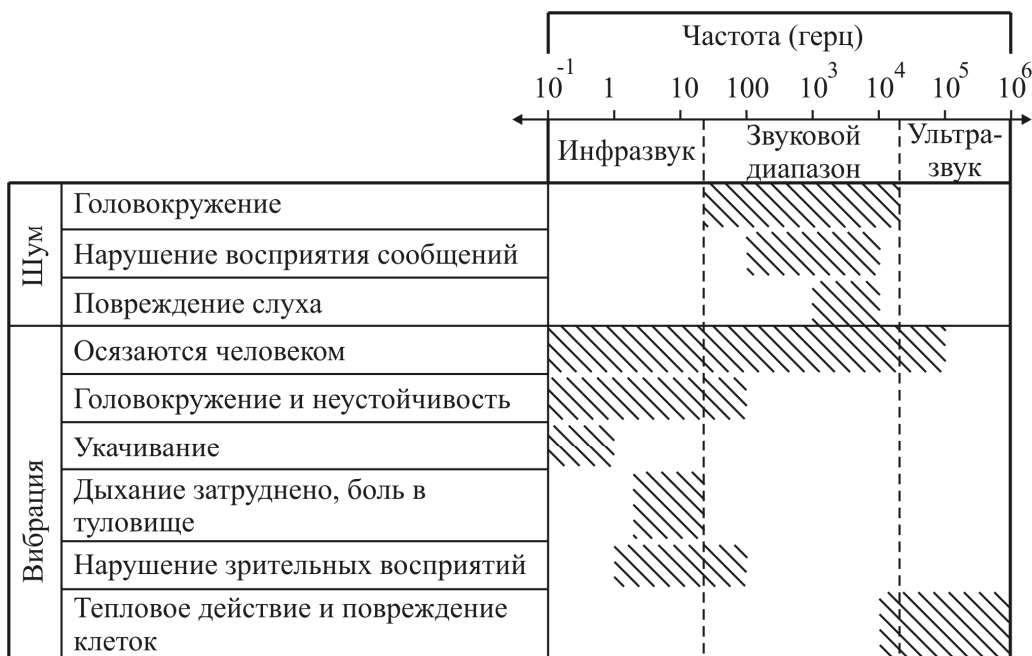 Частота (герц)
10^-1 1 10 100 10^3 10^4 10^5 10^6
Инфразвук
Звуковой
диапазон
Ультра-
звук
Шум
Головокружение
Нарушение восприятия сообщений
Повреждение слуха
Вибрация
Осязаются человеком
Головокружение и неустойчивость
Укачивание
Дыхание затруднено, боль в
туловище
Нарушение зрительных восприятий
Тепловое действие и повреждение
клеток